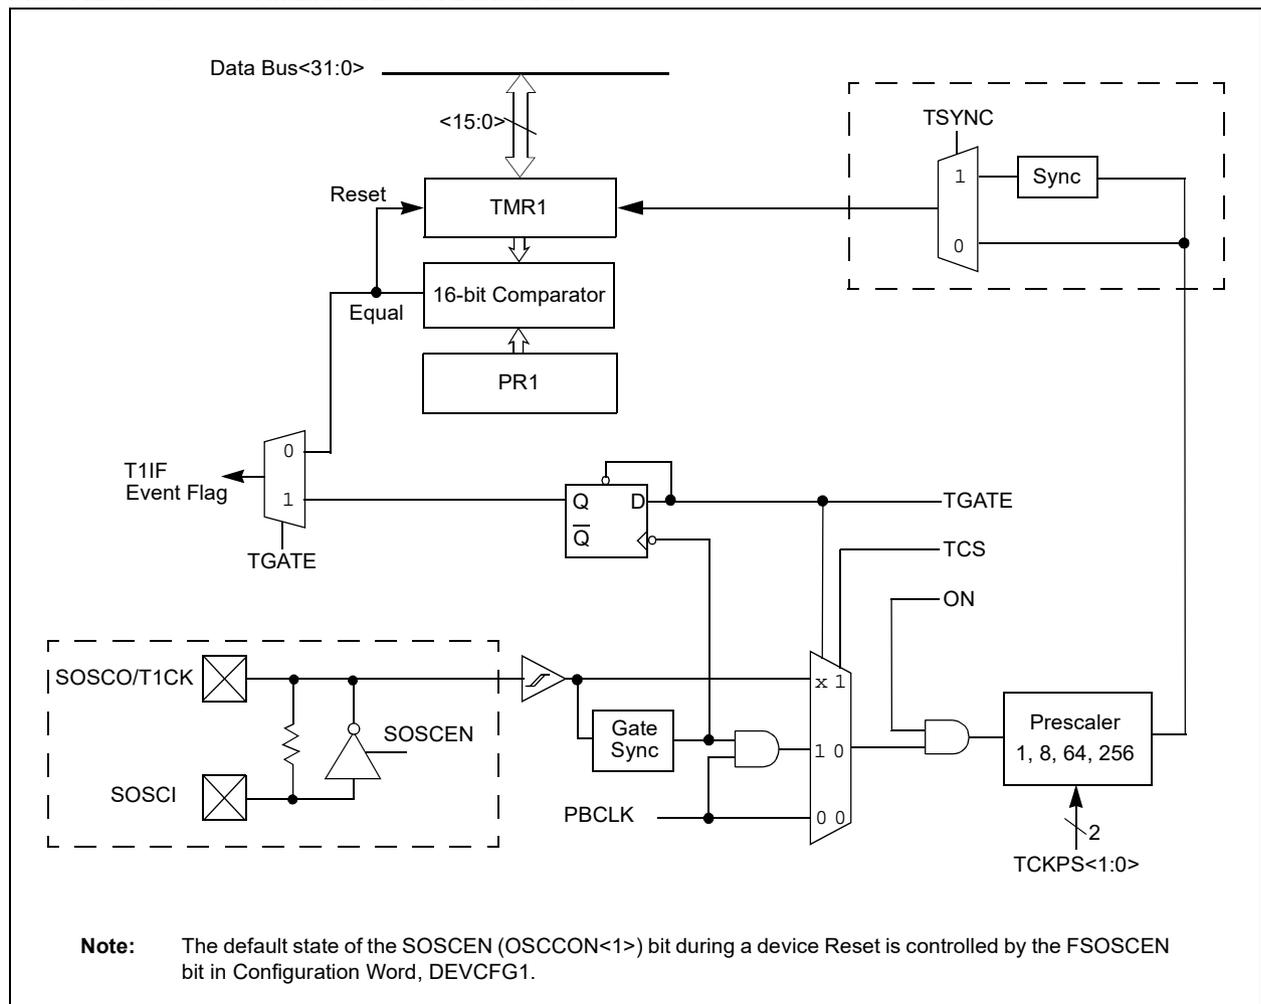 Data Bus<31:0>
<15:0>
TSYNC
1
Sync
0
Reset
TMR1
16-bit Comparator
Equal
PR1
0
T1IF
Event Flag
1
TGATE
Q
D
Q̅
TGATE
TCS
ON
SOSCO/T1CK
SOSCEN
SOSCI
Gate
Sync
PBCLK
x 1
1 0
0 0
Prescaler
1, 8, 64, 256
2
TCKPS<1:0>
Note: The default state of the SOSCEN (OSCCON<1>) bit during a device Reset is controlled by the FSOSCEN
bit in Configuration Word, DEVCFG1.